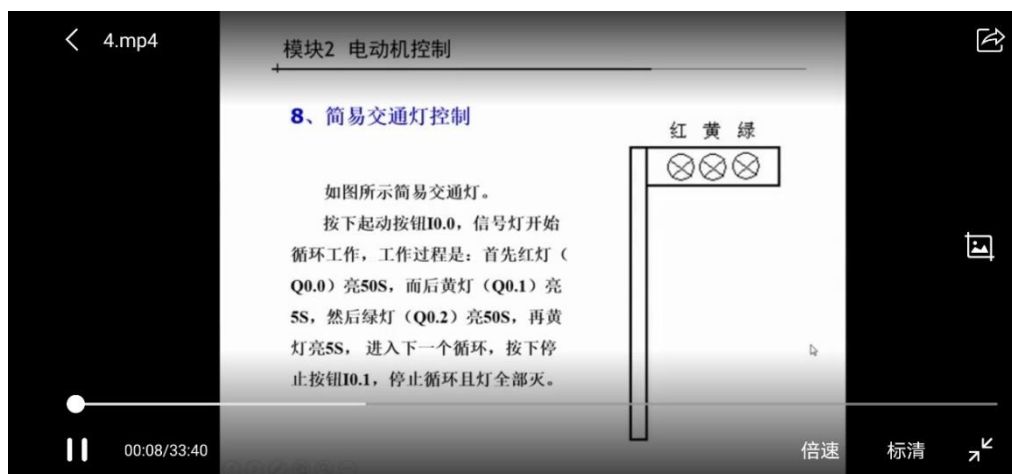 4.mp4
模块2 电动机控制
8、简易交通灯控制
红 黄 绿
如图所示简易交通灯。
按下起动按钮I0.0，信号灯开始
循环工作，工作过程是：首先红灯（
Q0.0）亮50S，而后黄灯（Q0.1）亮
5S，然后绿灯（Q0.2）亮50S，再黄
灯亮5S， 进入下一个循环，按下停
止按钮I0.1，停止循环且灯全部灭。
00:08/33:40
倍速
标清